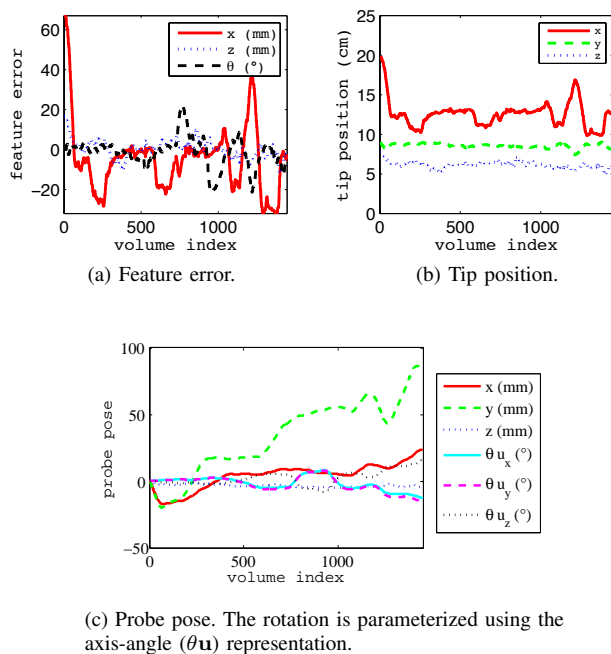 60
40
20
0
−20
feature error
x (mm)
z (mm)
θ (°)
0 500 1000
volume index
(a) Feature error.
25
20
15
10
5
0
tip position (cm)
x
y
z
0 500 1000
volume index
(b) Tip position.
100
50
0
−50
probe pose
0 500 1000
volume index
x (mm)
y (mm)
z (mm)
θ u_x (°)
θ u_y (°)
θ u_z (°)
(c) Probe pose. The rotation is parameterized using the
axis-angle (θu) representation.